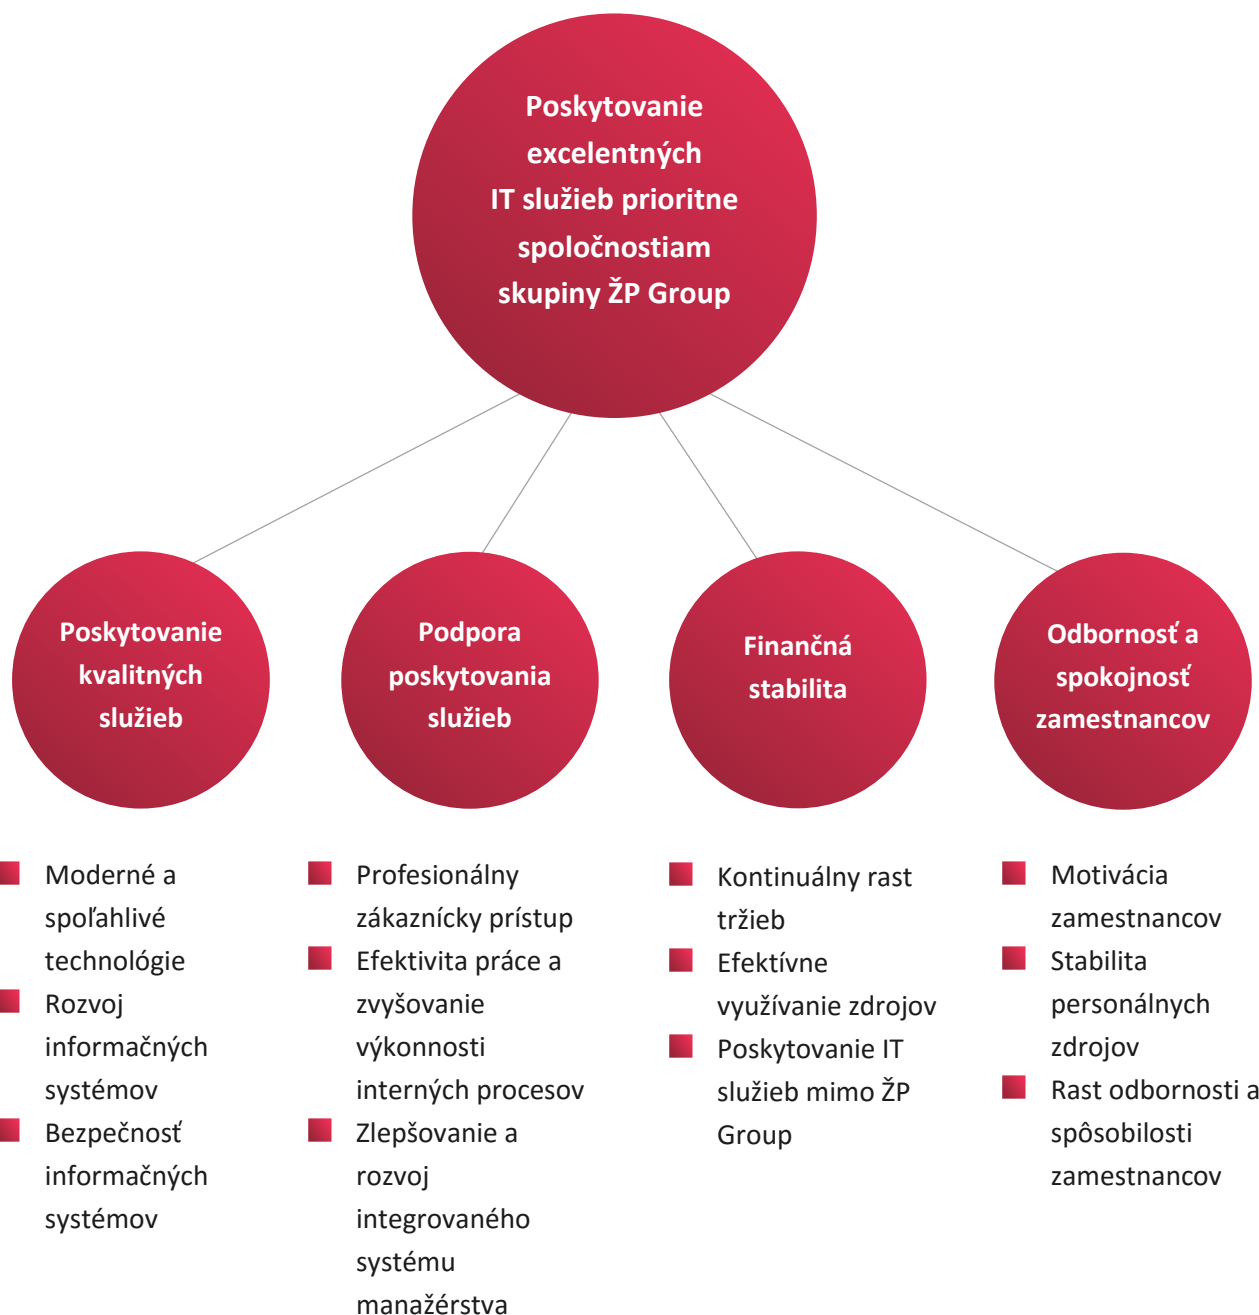 Poskytovanie
excelentných
IT služieb prioritne
spoločnostiam
skupiny ŽP Group
Poskytovanie
kvalitných
služieb
Podpora
poskytovania
služieb
Finančná
stabilita
Odbornosť a
spokojnosť
zamestnancov
Moderné a
spoľahlivé
technológie
Rozvoj
informačných
systémov
Bezpečnosť
informačných
systémov
Profesionálny
zákaznícky prístup
Efektivita práce a
zvyšovanie
výkonnosti
interných procesov
Zlepšovanie a
rozvoj
integrovaného
systému
manažérstva
Kontinuálny rast
tržieb
Efektívne
využívanie zdrojov
Poskytovanie IT
služieb mimo ŽP
Group
Motivácia
zamestnancov
Stabilita
personálnych
zdrojov
Rast odbornosti a
spôsobilosti
zamestnancov